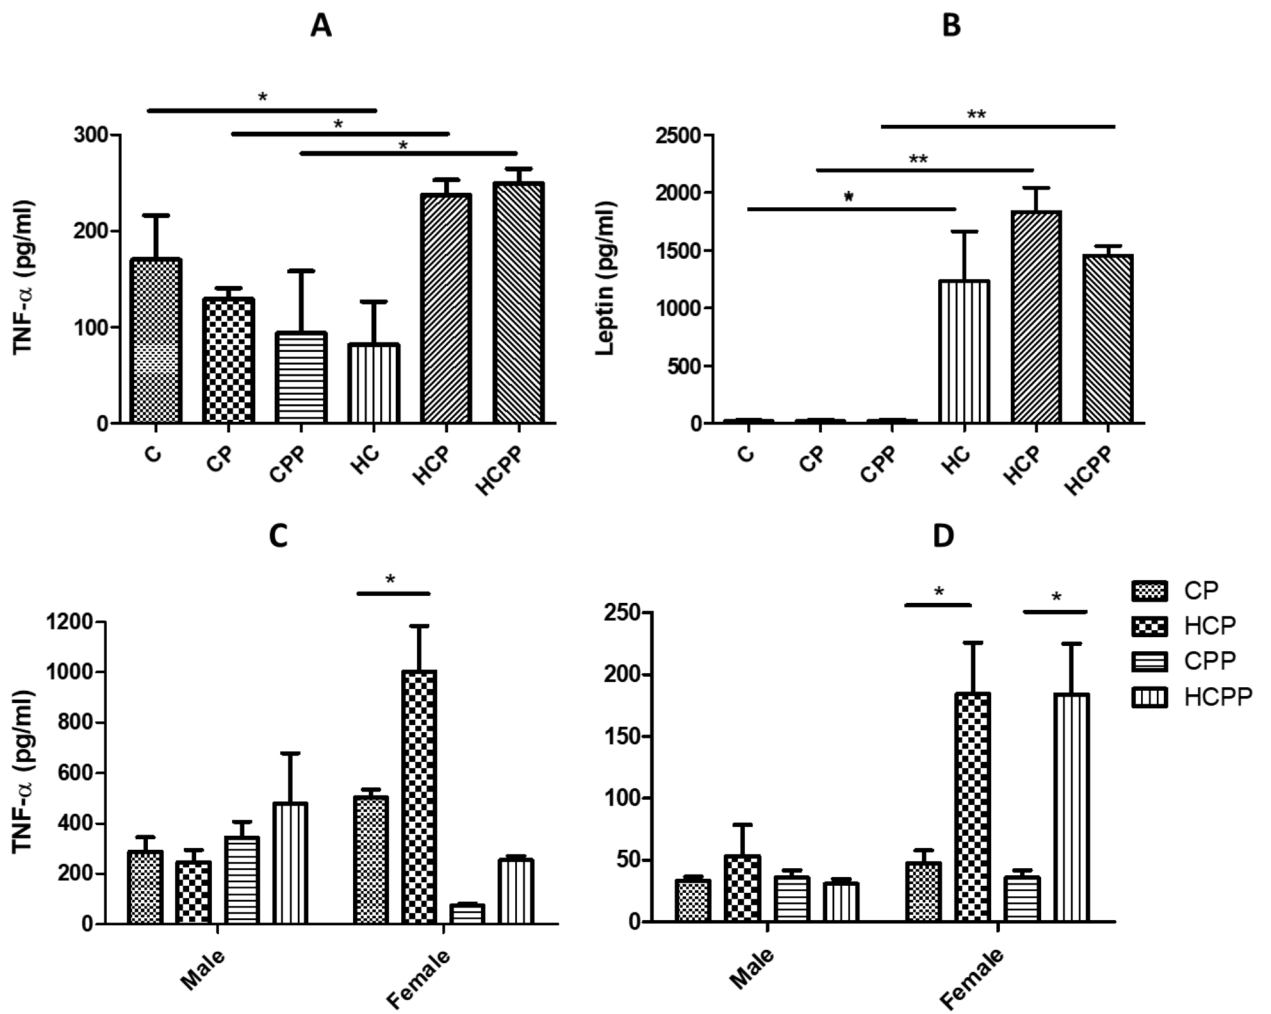 A
*
*
*
300
200
100
0
TNF-α (pg/ml)
C
CP
CPP
HC
HCP
HCPP
B
**
**
*
2500
2000
1500
1000
500
0
Leptin (pg/ml)
C
CP
CPP
HC
HCP
HCPP
C
*
1200
1000
800
600
400
200
0
TNF-α (pg/ml)
Male
Female
D
*
*
250
200
150
100
50
0
Male
Female
CP
HCP
CPP
HCPP